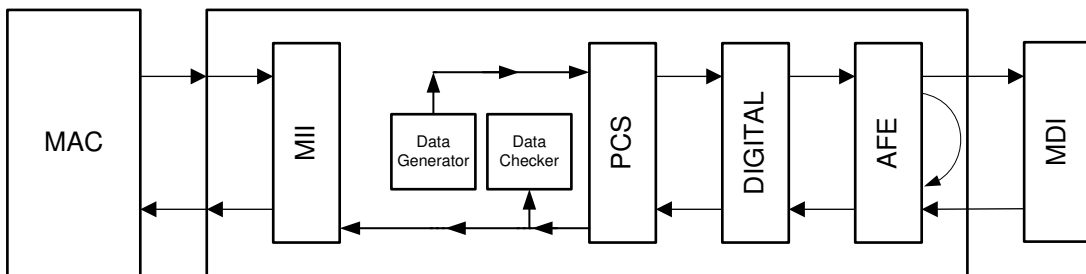 MAC
MII
Data
Generator
Data
Checker
PCS
DIGITAL
AFE
MDI